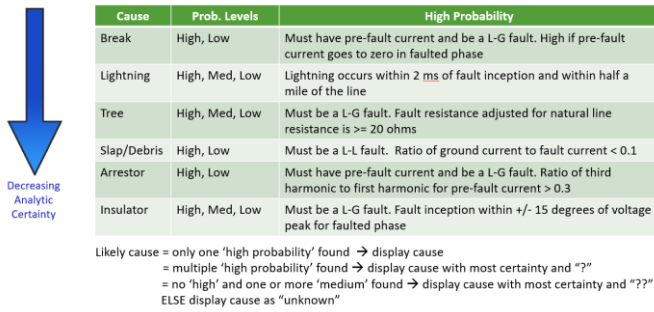 Cause Prob. Levels High Probability
Break High, Low Must have pre-fault current and be a L-G fault. High if pre-fault
current goes to zero in faulted phase
Lightning High, Med, Low Lightning occurs within 2 ms of fault inception and within half a
mile of the line
Tree High, Med, Low Must be a L-G fault. Fault resistance adjusted for natural line
resistance is >= 20 ohms
Slap/Debris High, Low Must be a L-L fault. Ratio of ground current to fault current < 0.1
Arrestor High, Low Must have pre-fault current and be a L-G fault. Ratio of third
harmonic to first harmonic for pre-fault current > 0.3
Insulator High, Med, Low Must be a L-G fault. Fault inception within +/- 15 degrees of voltage
peak for faulted phase
Decreasing
Analytic
Certainty
Likely cause = only one ‘high probability’ found → display cause
= multiple ‘high probability’ found → display cause with most certainty and “?”
= no ‘high’ and one or more ‘medium’ found → display cause with most certainty and “??”
ELSE display cause as “unknown”